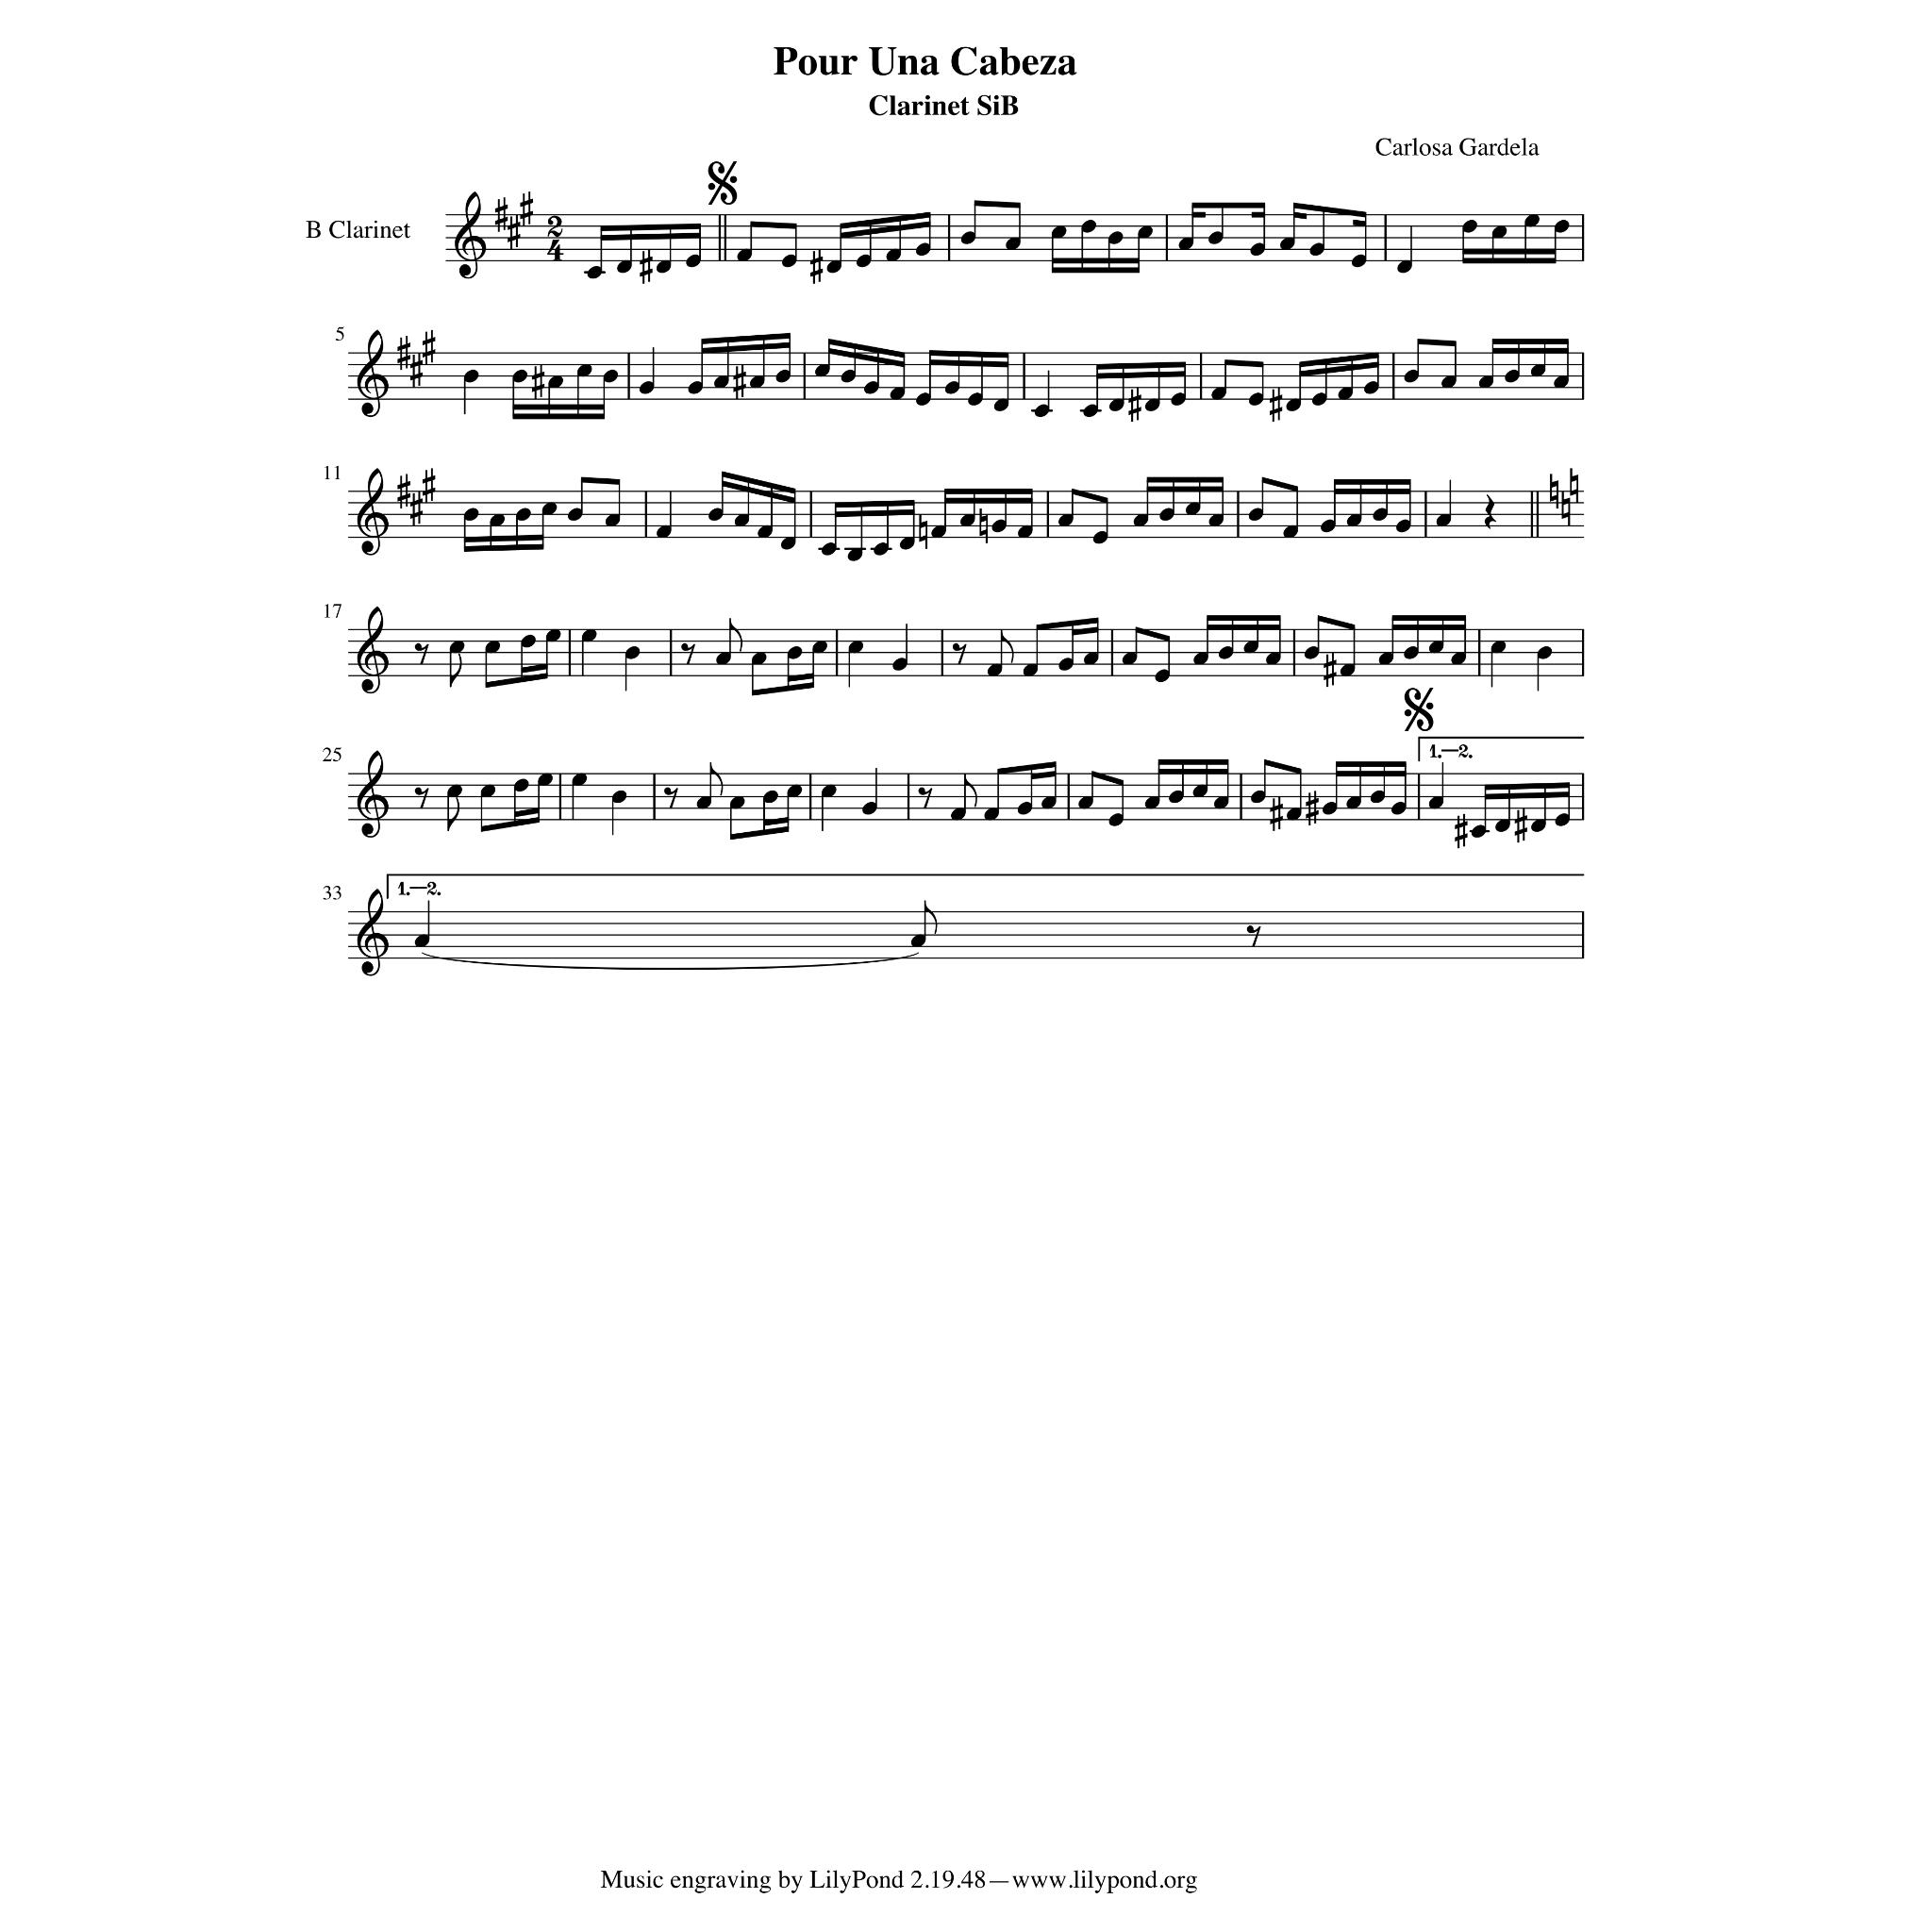 Pour Una Cabeza
Clarinet SiB
Carlosa Gardela
B Clarinet
2
4
5
11
17
25
1.—2.
33
1.—2.
Music engraving by LilyPond 2.19.48—www.lilypond.org